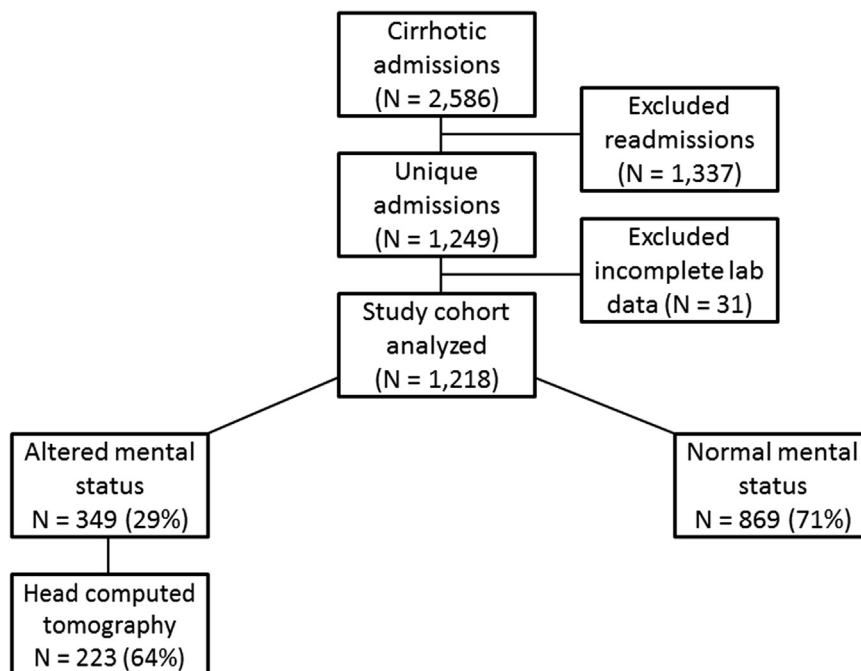 Cirrhotic
admissions
(N = 2,586)
Excluded
readmissions
(N = 1,337)
Unique
admissions
(N = 1,249)
Excluded
incomplete lab
data (N = 31)
Study cohort
analyzed
(N = 1,218)
Altered mental
status
N = 349 (29%)
Normal mental
status
N = 869 (71%)
Head computed
tomography
N = 223 (64%)